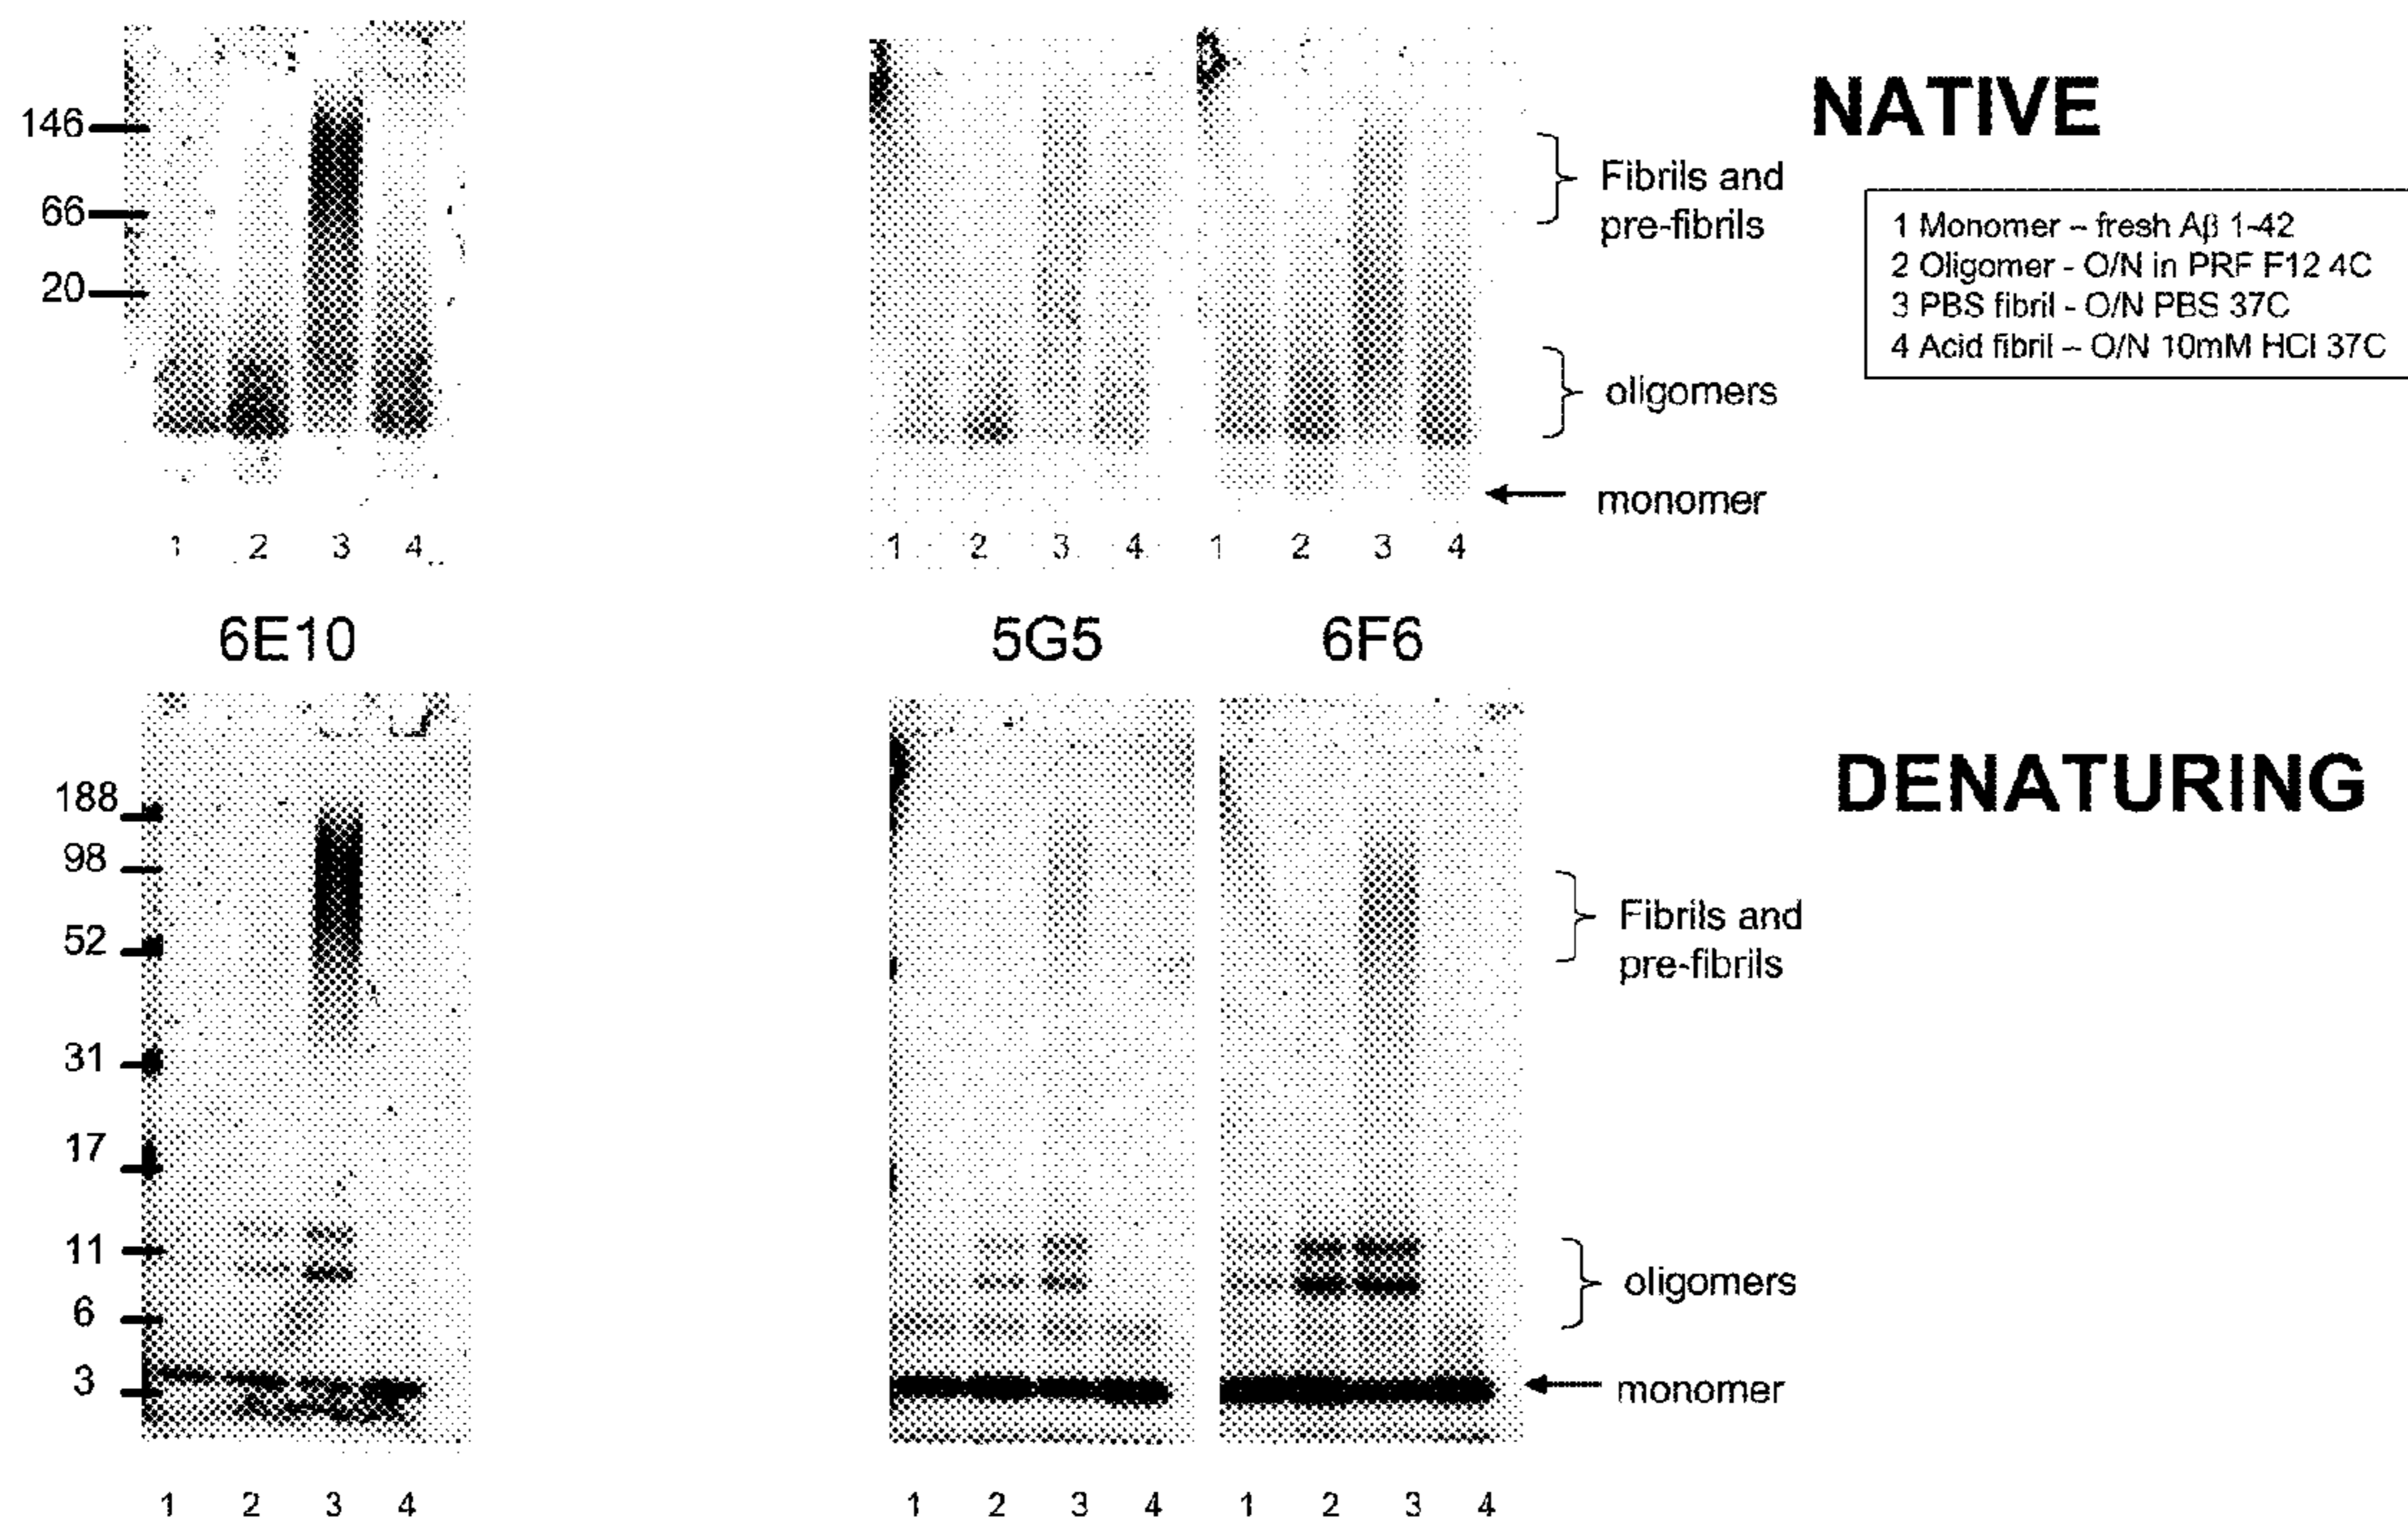 NATIVE
146
66
20
Fibrils and
pre-fibrils
oligomers
monomer
1 Monomer – fresh Aβ 1-42
2 Oligomer - O/N in PRF F12 4C
3 PBS fibril - O/N PBS 37C
4 Acid fibril – O/N 10mM HCl 37C
1 2 3 4
1 2 3 4
1 2 3 4
6E10
5G5
6F6
DENATURING
188
98
52
31
17
11
6
3
Fibrils and
pre-fibrils
oligomers
monomer
1 2 3 4
1 2 3 4
1 2 3 4